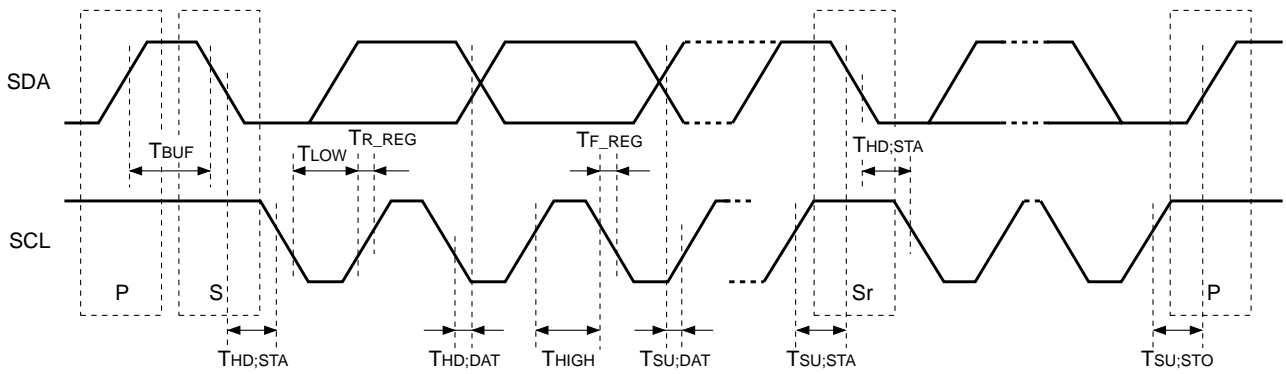 SDA
TBUF
TLOW
TR_REG
TF_REG
THD;STA
SCL
P
S
Sr
P
THD;STA
THD;DAT
THIGH
TSU;DAT
TSU;STA
TSU;STO